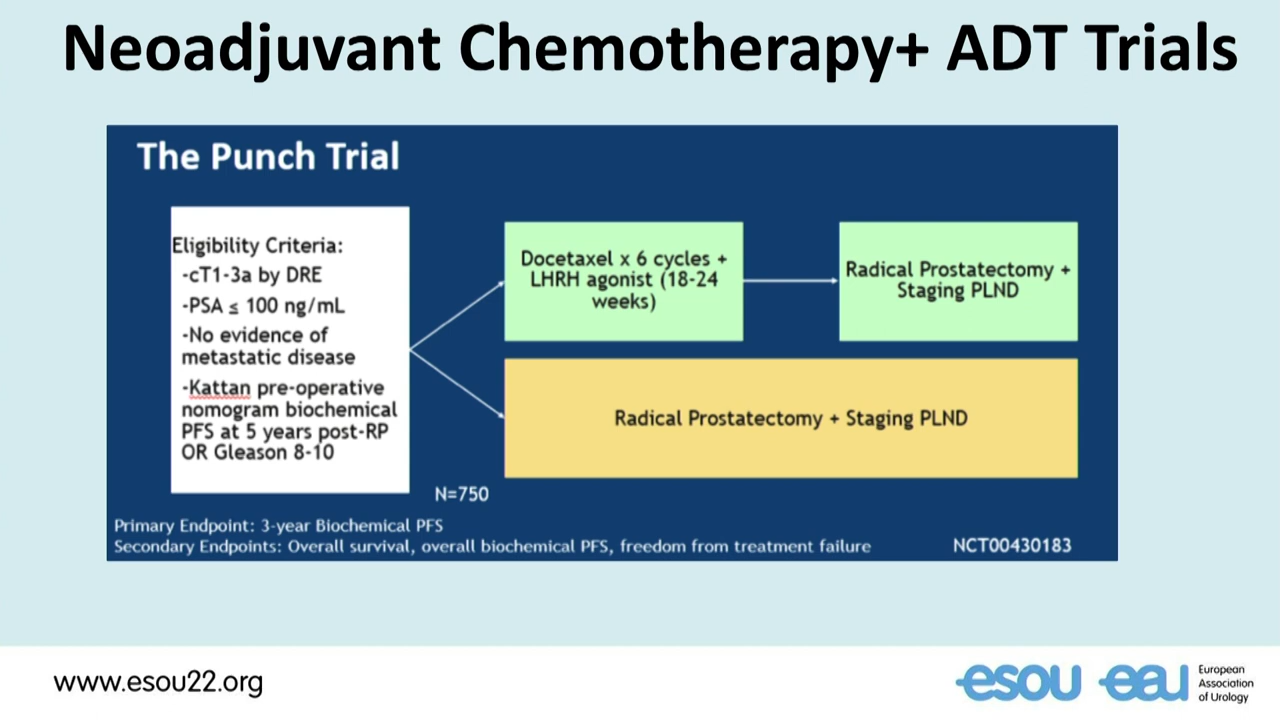 Neoadjuvant Chemotherapy+ ADT Trials
The Punch Trial
Eligibility Criteria:
-cT1-3a by DRE
-PSA ≤ 100 ng/mL
-No evidence of
metastatic disease
-Kattan pre-operative
nomogram biochemical
PFS at 5 years post-RP
OR Gleason 8-10
Docetaxel x 6 cycles +
LHRH agonist (18-24
weeks)
Radical Prostatectomy +
Staging PLND
Radical Prostatectomy + Staging PLND
N=750
Primary Endpoint: 3-year Biochemical PFS
Secondary Endpoints: Overall survival, overall biochemical PFS, freedom from treatment failure
NCT00430183
www.esou22.org
esou
eau
European
Association
of Urology